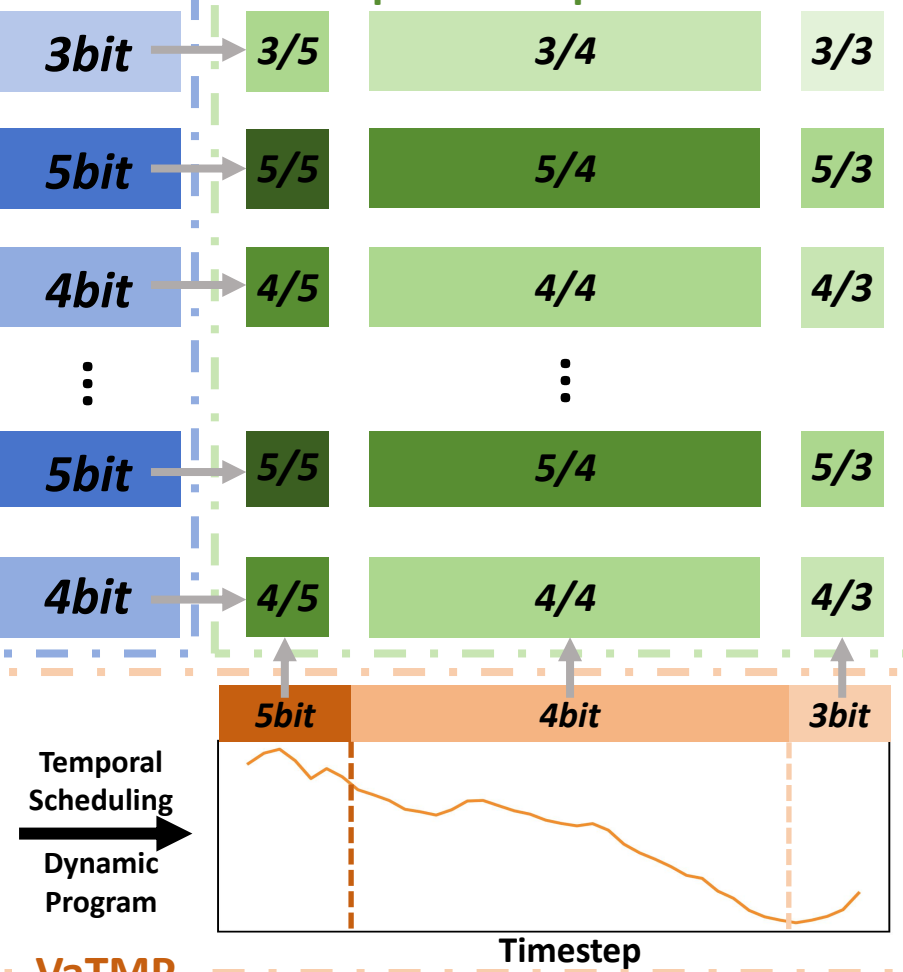 3bit 3/5 3/4 3/3
5bit 5/5 5/4 5/3
4bit 4/5 4/4 4/3
5bit 5/5 5/4 5/3
4bit 4/5 4/4 4/3
5bit 4bit 3bit
Temporal
Scheduling
Dynamic
Program
Timestep